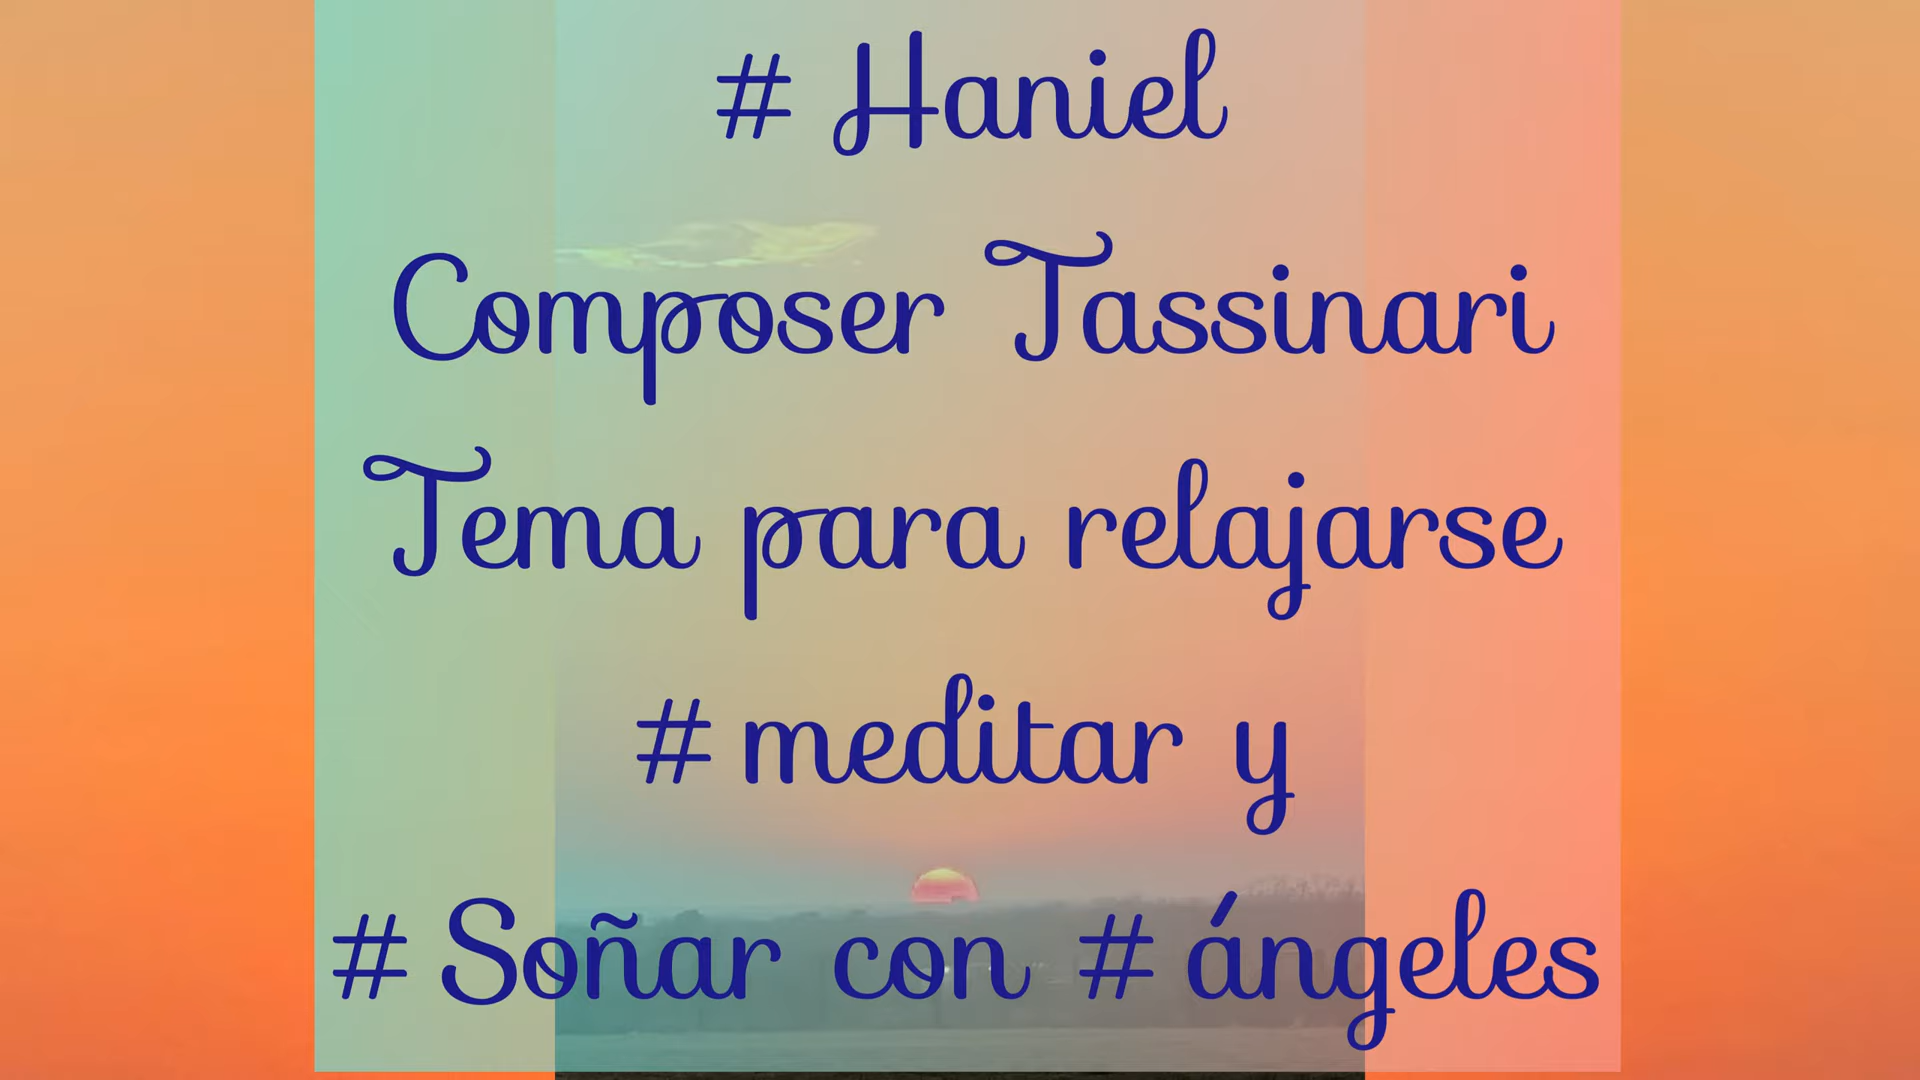 # Haniel
Composer Tassinari
Tema para relajarse
# meditar y
# Soñar con # ángeles